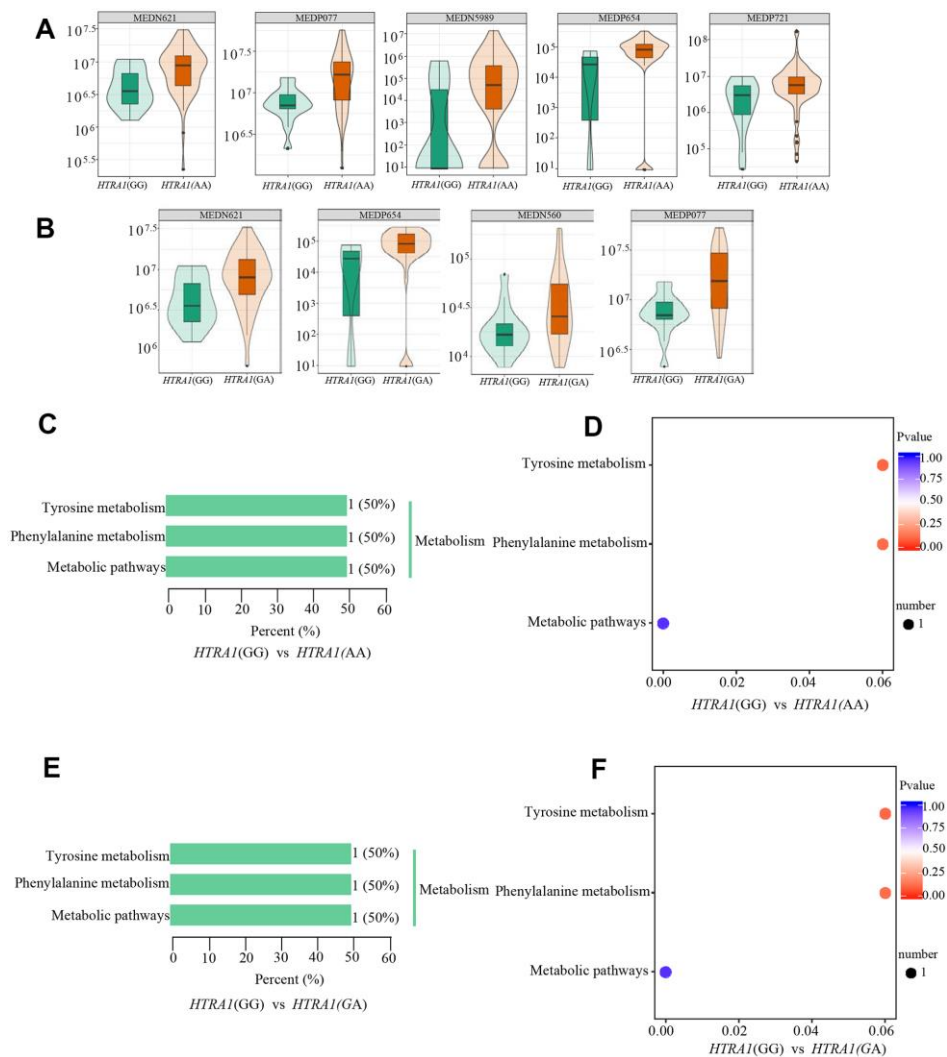 A
MEDN621
MEDP077
MEDN5989
MEDP654
MEDP721
10^7.5
10^7
10^6.5
10^6
10^5.5
10^7.5
10^7
10^6.5
10^7
10^6
10^5
10^4
10^3
10^2
10^1
10^5
10^4
10^3
10^2
10^1
10^8
10^7
10^6
10^5
HTRA1(GG) HTRA1(AA)
HTRA1(GG) HTRA1(AA)
HTRA1(GG) HTRA1(AA)
HTRA1(GG) HTRA1(AA)
HTRA1(GG) HTRA1(AA)
B
MEDN621
MEDP654
MEDN560
MEDP077
10^7.5
10^7
10^6.5
10^6
10^5
10^4
10^3
10^2
10^1
10^5
10^4.5
10^4
10^7.5
10^7
10^6.5
HTRA1(GG) HTRA1(GA)
HTRA1(GG) HTRA1(GA)
HTRA1(GG) HTRA1(GA)
HTRA1(GG) HTRA1(GA)
C
Tyrosine metabolism 1 (50%)
Phenylalanine metabolism 1 (50%)
Metabolic pathways 1 (50%)
Metabolism
0 10 20 30 40 50 60
Percent (%)
HTRA1(GG) vs HTRA1(AA)
D
Tyrosine metabolism
Phenylalanine metabolism
Metabolic pathways
0.00 0.02 0.04 0.06
HTRA1(GG) vs HTRA1(AA)
Pvalue
1.00
0.75
0.50
0.25
0.00
number
1
E
Tyrosine metabolism 1 (50%)
Phenylalanine metabolism 1 (50%)
Metabolic pathways 1 (50%)
Metabolism
0 10 20 30 40 50 60
Percent (%)
HTRA1(GG) vs HTRA1(GA)
F
Tyrosine metabolism
Phenylalanine metabolism
Metabolic pathways
0.00 0.02 0.04 0.06
HTRA1(GG) vs HTRA1(GA)
Pvalue
1.00
0.75
0.50
0.25
0.00
number
1